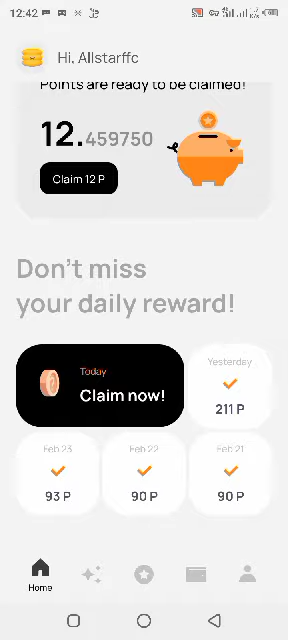 12:42
Hi, Allstarffc
Points are ready to be claimed!
12.459750
Claim 12 P
Don't miss
your daily reward!
Today
Claim now!
Yesterday
211 P
Feb 23
93 P
Feb 22
90 P
Feb 21
90 P
Home